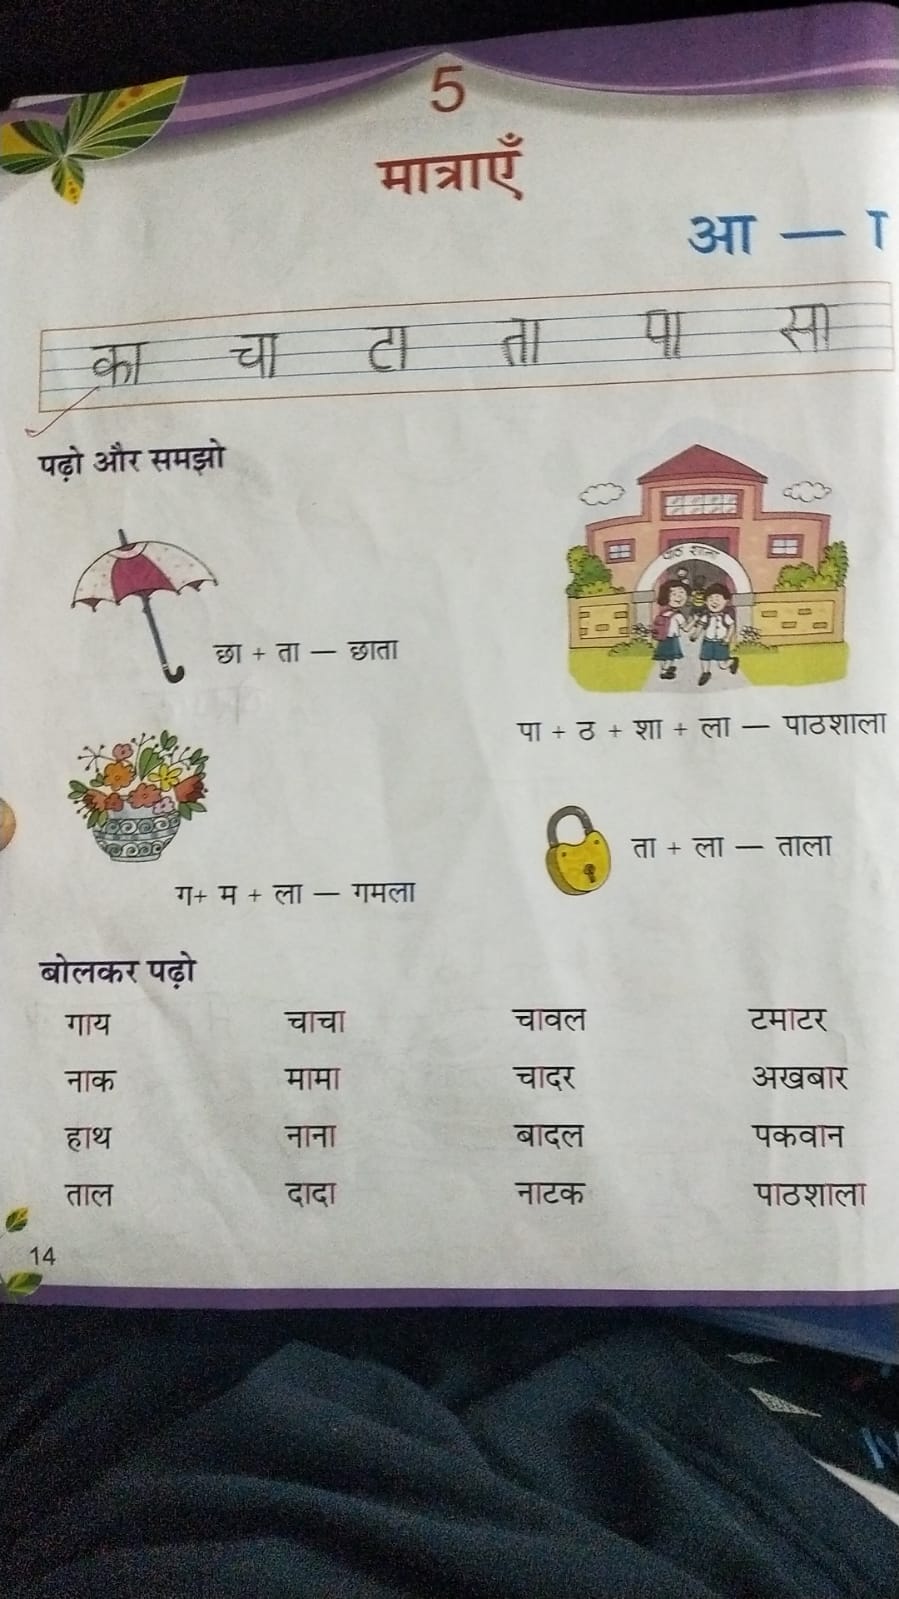 5
मात्राएँ
आ — ा
का चा टा ता पा सा
पढ़ो और समझो
पाठशाला
छा + ता — छाता
पा + ठ + शा + ला — पाठशाला
ता + ला — ताला
ग+ म + ला — गमला
बोलकर पढ़ो
गाय चाचा चावल टमाटर
नाक मामा चादर अखबार
हाथ नाना बादल पकवान
ताल दादा नाटक पाठशाला
14